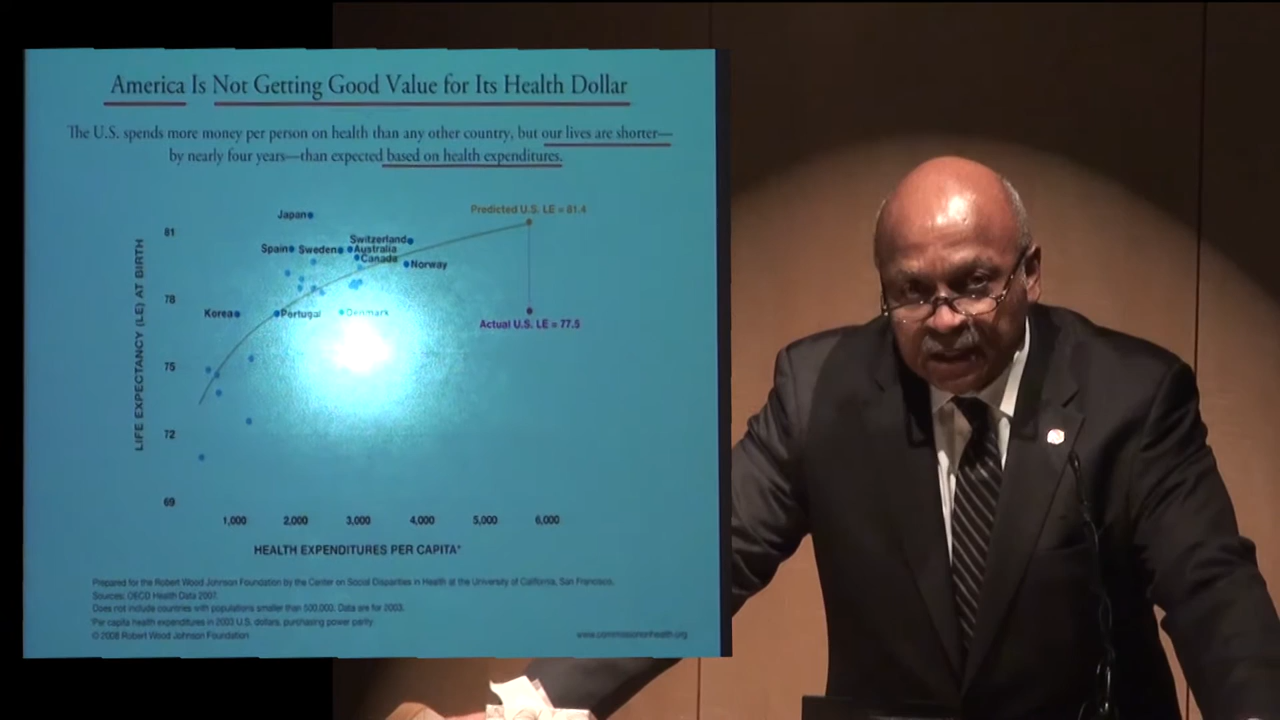 America Is Not Getting Good Value for Its Health Dollar
The U.S. spends more money per person on health than any other country, but our lives are shorter—
by nearly four years—than expected based on health expenditures.
Predicted U.S. LE = 81.4
Japan
81
Switzerland
Spain
Sweden
Australia
Canada
Norway
LIFE EXPECTANCY (LE) AT BIRTH
78
Korea
Portugal
Denmark
Actual U.S. LE = 77.5
75
72
69
1,000
2,000
3,000
4,000
5,000
6,000
HEALTH EXPENDITURES PER CAPITA*
Prepared for the Robert Wood Johnson Foundation by the Center on Social Disparities in Health at the University of California, San Francisco.
Sources: OECD Health Data 2007.
Does not include countries with populations smaller than 500,000. Data are for 2003.
*Per capita health expenditures in 2003 U.S. dollars, purchasing power parity
© 2008 Robert Wood Johnson Foundation
www.commissiononhealth.org